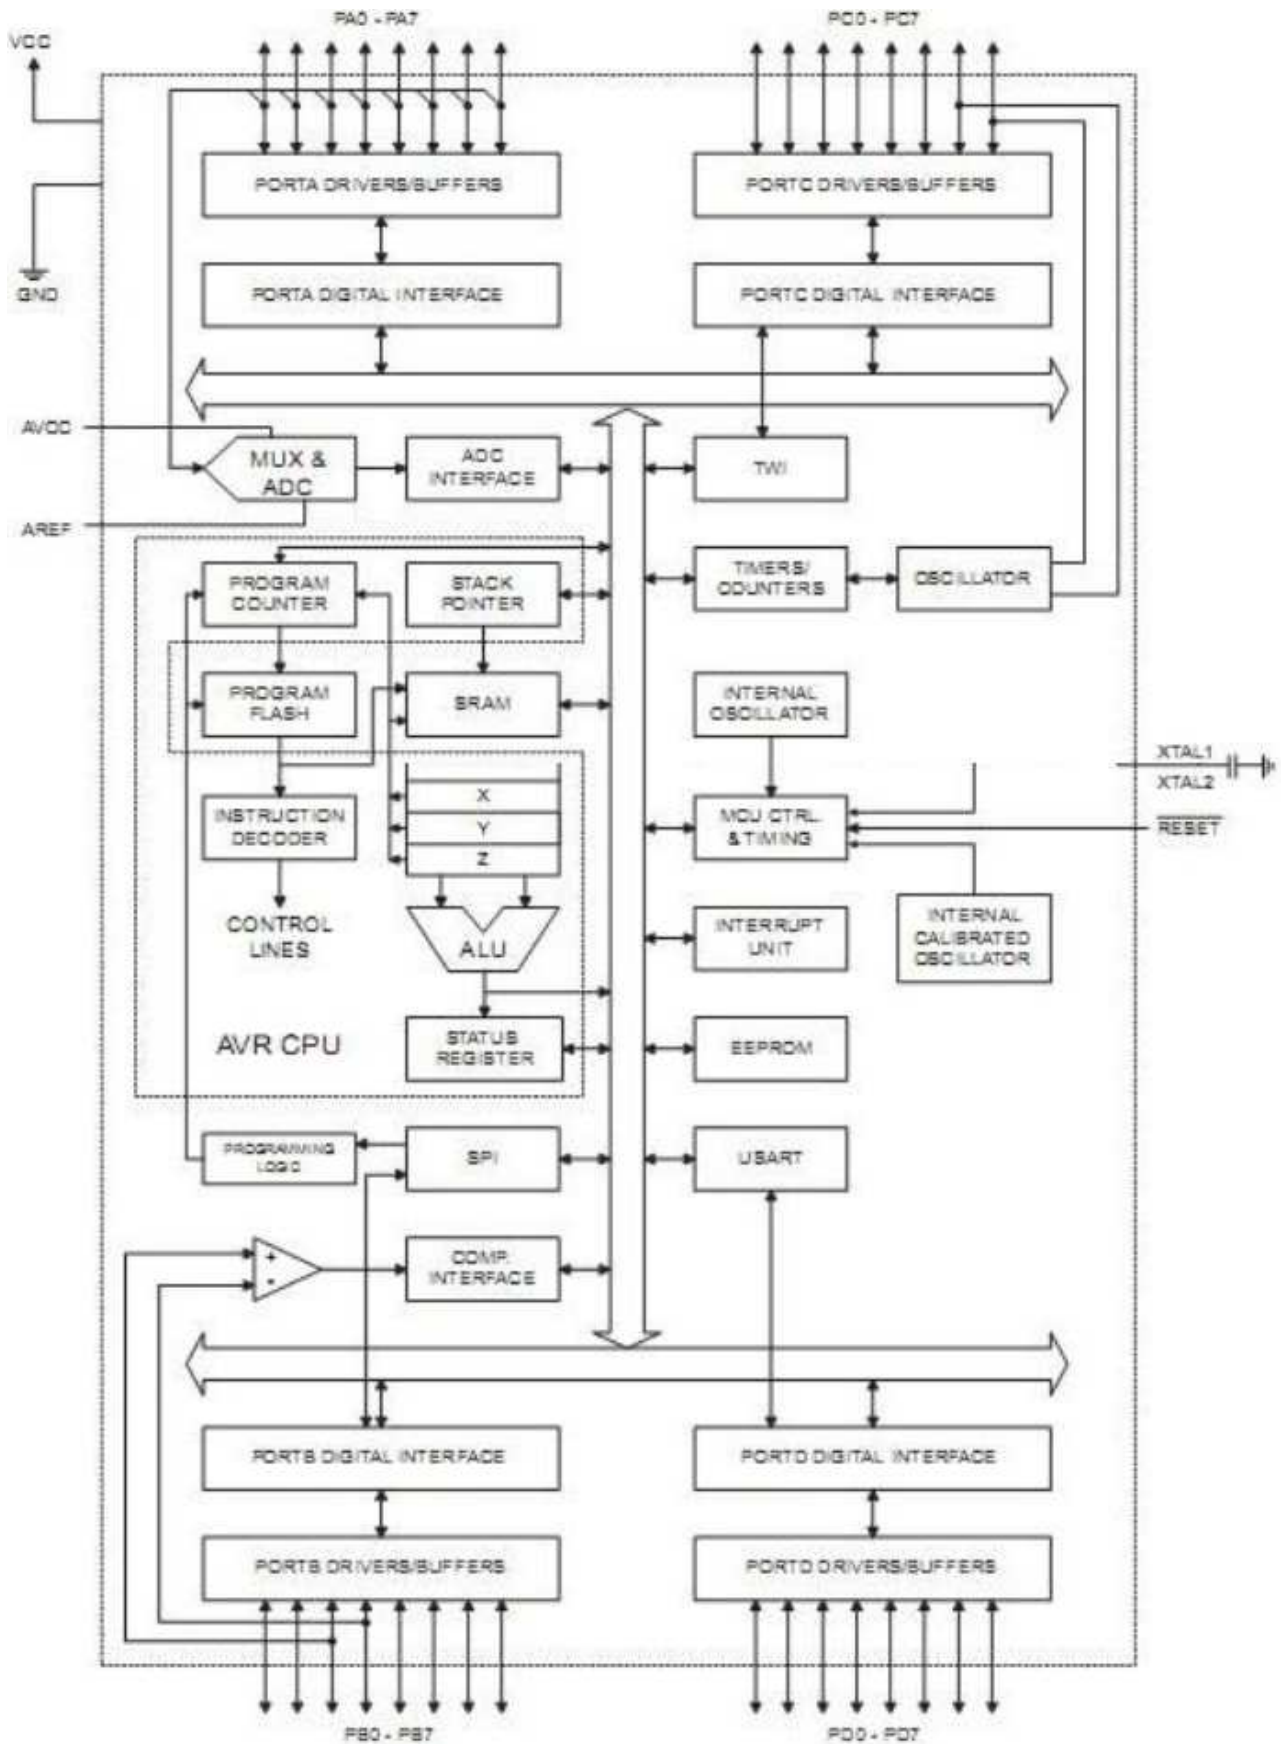 PA0 - PA7
PC0 - PC7
VCC
PORTA DRIVERS/BUFFERS
PORTC DRIVERS/BUFFERS
PORTA DIGITAL INTERFACE
PORTC DIGITAL INTERFACE
GND
AVCC
MUX &
ADC
ADC
INTERFACE
TWI
AREF
PROGRAM
COUNTER
STACK
POINTER
TIMERS/
COUNTERS
OSCILLATOR
PROGRAM
FLASH
SRAM
INTERNAL
OSCILLATOR
XTAL1
XTAL2
INSTRUCTION
DECODER
X
Y
Z
MCU CTRL.
& TIMING
RESET
CONTROL
LINES
ALU
INTERRUPT
UNIT
INTERNAL
CALIBRATED
OSCILLATOR
AVR CPU
STATUS
REGISTER
EEPROM
PROGRAMMING
LOGIC
SPI
USART
+
-
COMP.
INTERFACE
PORTB DIGITAL INTERFACE
PORTD DIGITAL INTERFACE
PORTB DRIVERS/BUFFERS
PORTD DRIVERS/BUFFERS
PB0 - PB7
PD0 - PD7